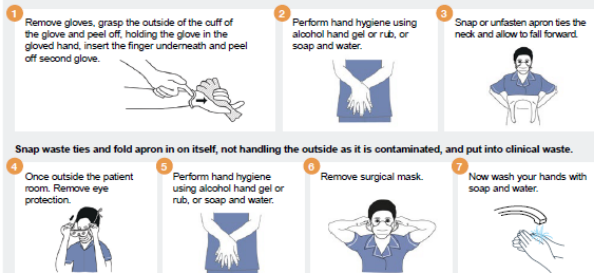 1
Remove gloves, grasp the outside of the cuff of
the glove and peel off, holding the glove in the
gloved hand, insert the finger underneath and peel
off second glove.
2
Perform hand hygiene using
alcohol hand gel or rub, or
soap and water.
3
Snap or unfasten apron ties the
neck and allow to fall forward.
Snap waste ties and fold apron in on itself, not handling the outside as it is contaminated, and put into clinical waste.
4
Once outside the patient
room. Remove eye
protection.
5
Perform hand hygiene
using alcohol hand gel or
rub, or soap and water.
6
Remove surgical mask.
7
Now wash your hands with
soap and water.